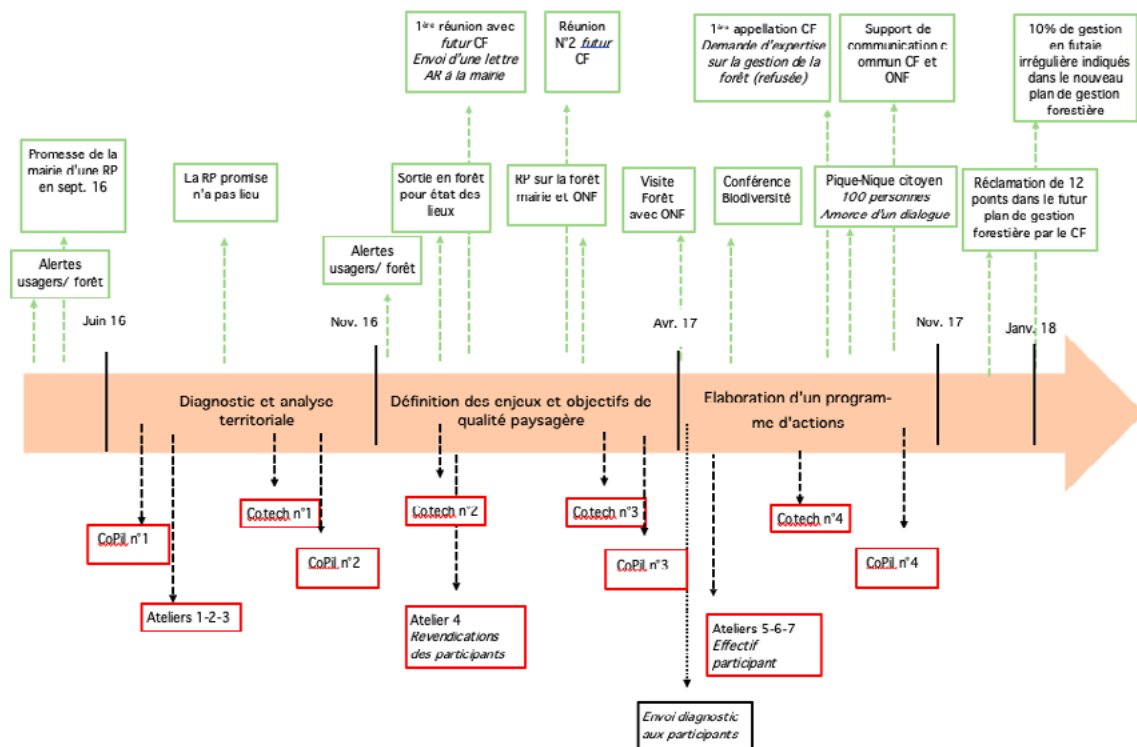 1ère réunion avec
futur CF
Envoi d'une lettre
AR à la mairie
Réunion
N°2 futur
CF
1ère appellation CF
Demande d'expertise
sur la gestion de la
forêt (refusée)
Support de
communication c
ommun CF et
ONF
10% de gestion
en futaie
irrégulière indiqués
dans le nouveau
plan de gestion
forestière
Promesse de la
mairie d'une RP
en sept. 16
La RP promise
n'a pas lieu
Sortie en forêt
pour état des
lieux
RP sur la forêt
mairie et ONF
Visite
Forêt
avec ONF
Conférence
Biodiversité
Pique-Nique citoyen
100 personnes
Amorce d'un dialogue
Réclamation de 12
points dans le futur
plan de gestion
forestière par le CF
Alertes
usagers/ forêt
Alertes
usagers/ forêt
Juin 16
Nov. 16
Avr. 17
Nov. 17
Janv. 18
Diagnostic et analyse
territoriale
Définition des enjeux et objectifs de
qualité paysagère
Elaboration d'un program-
me d'actions
CoPil n°1
Cotech n°1
CoPil n°2
Cotech n°2
Cotech n°3
CoPil n°3
Cotech n°4
CoPil n°4
Ateliers 1-2-3
Atelier 4
Revendications
des participants
Ateliers 5-6-7
Effectif
participant
Envoi diagnostic
aux participants